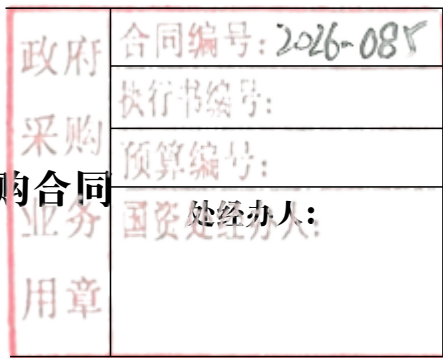 政府采购业务用章
合同编号：2026-085
执行书编号：
预算编号：
国资处经办人：
购合同
处经办人：